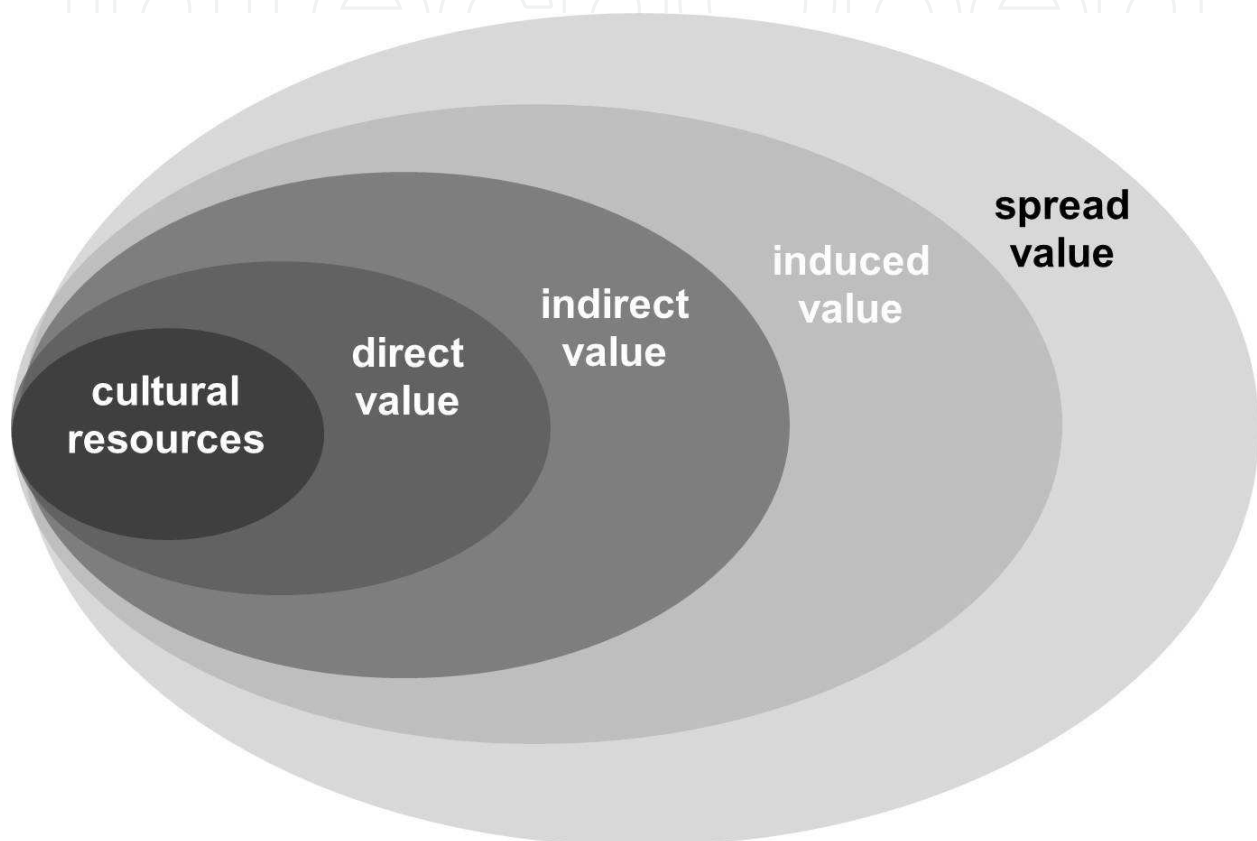 cultural
resources
direct
value
indirect
value
induced
value
spread
value